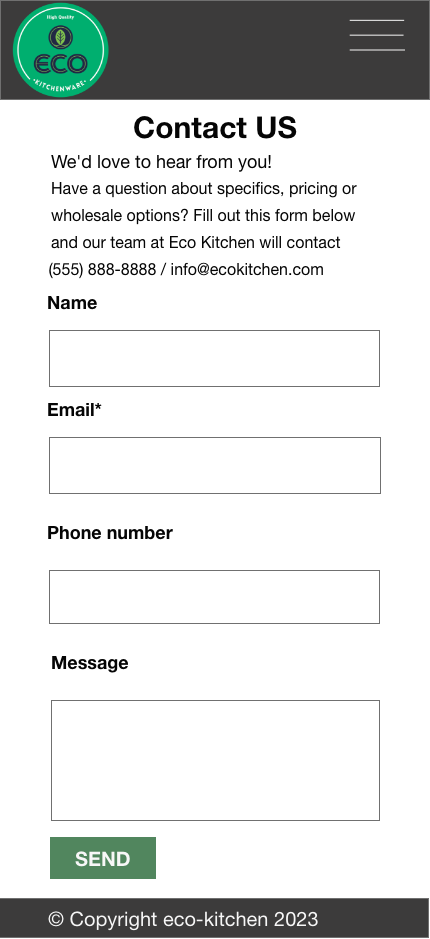 High Quality
ECO
•KITCHENWARE•
Contact US
We'd love to hear from you!
Have a question about specifics, pricing or
wholesale options? Fill out this form below
and our team at Eco Kitchen will contact
(555) 888-8888 / info@ecokitchen.com
Name
Email*
Phone number
Message
SEND
© Copyright eco-kitchen 2023